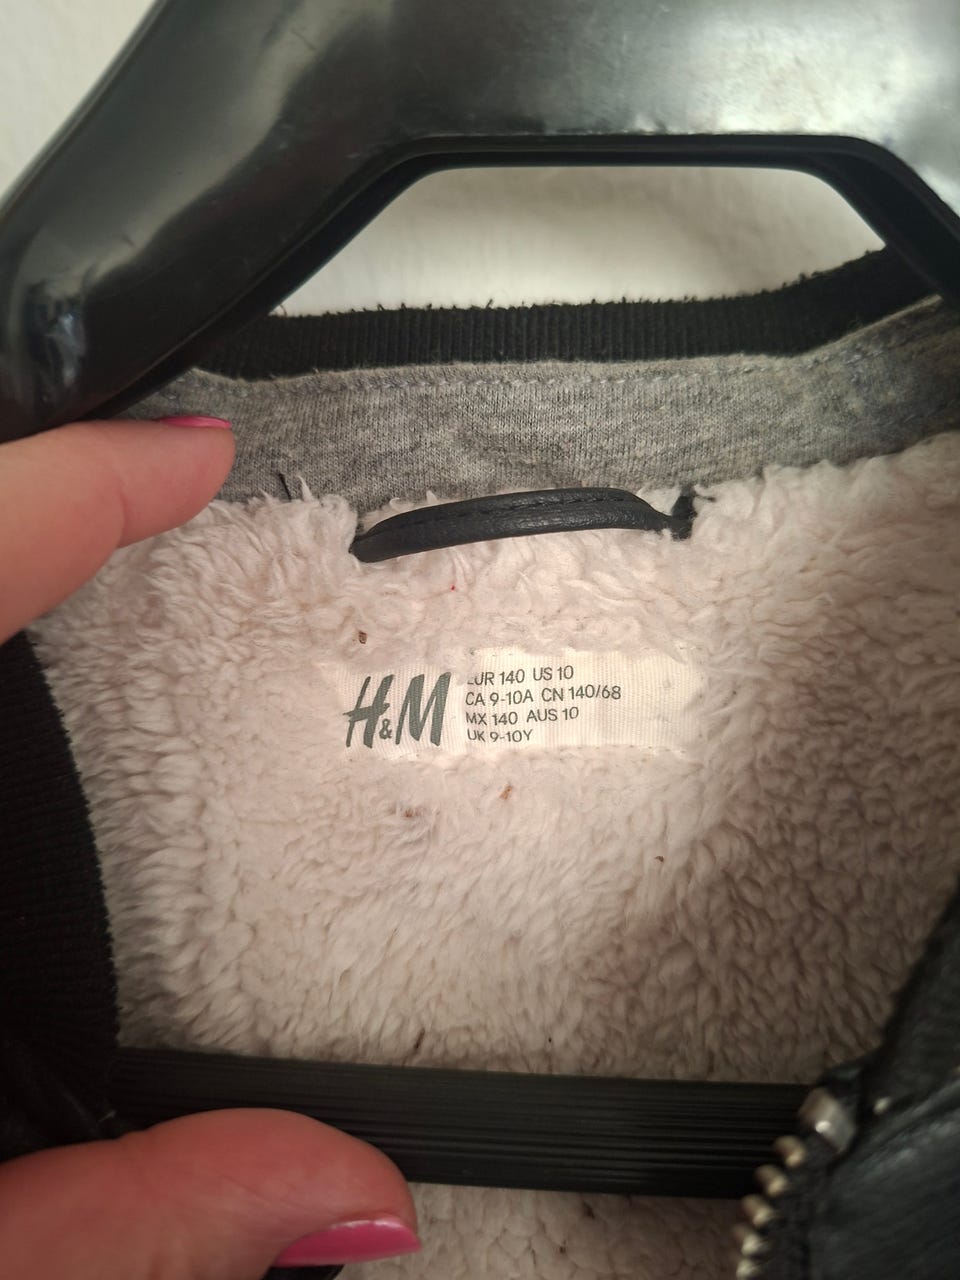 H&M
EUR 140 US 10
CA 9-10A CN 140/68
MX 140 AUS 10
UK 9-10Y